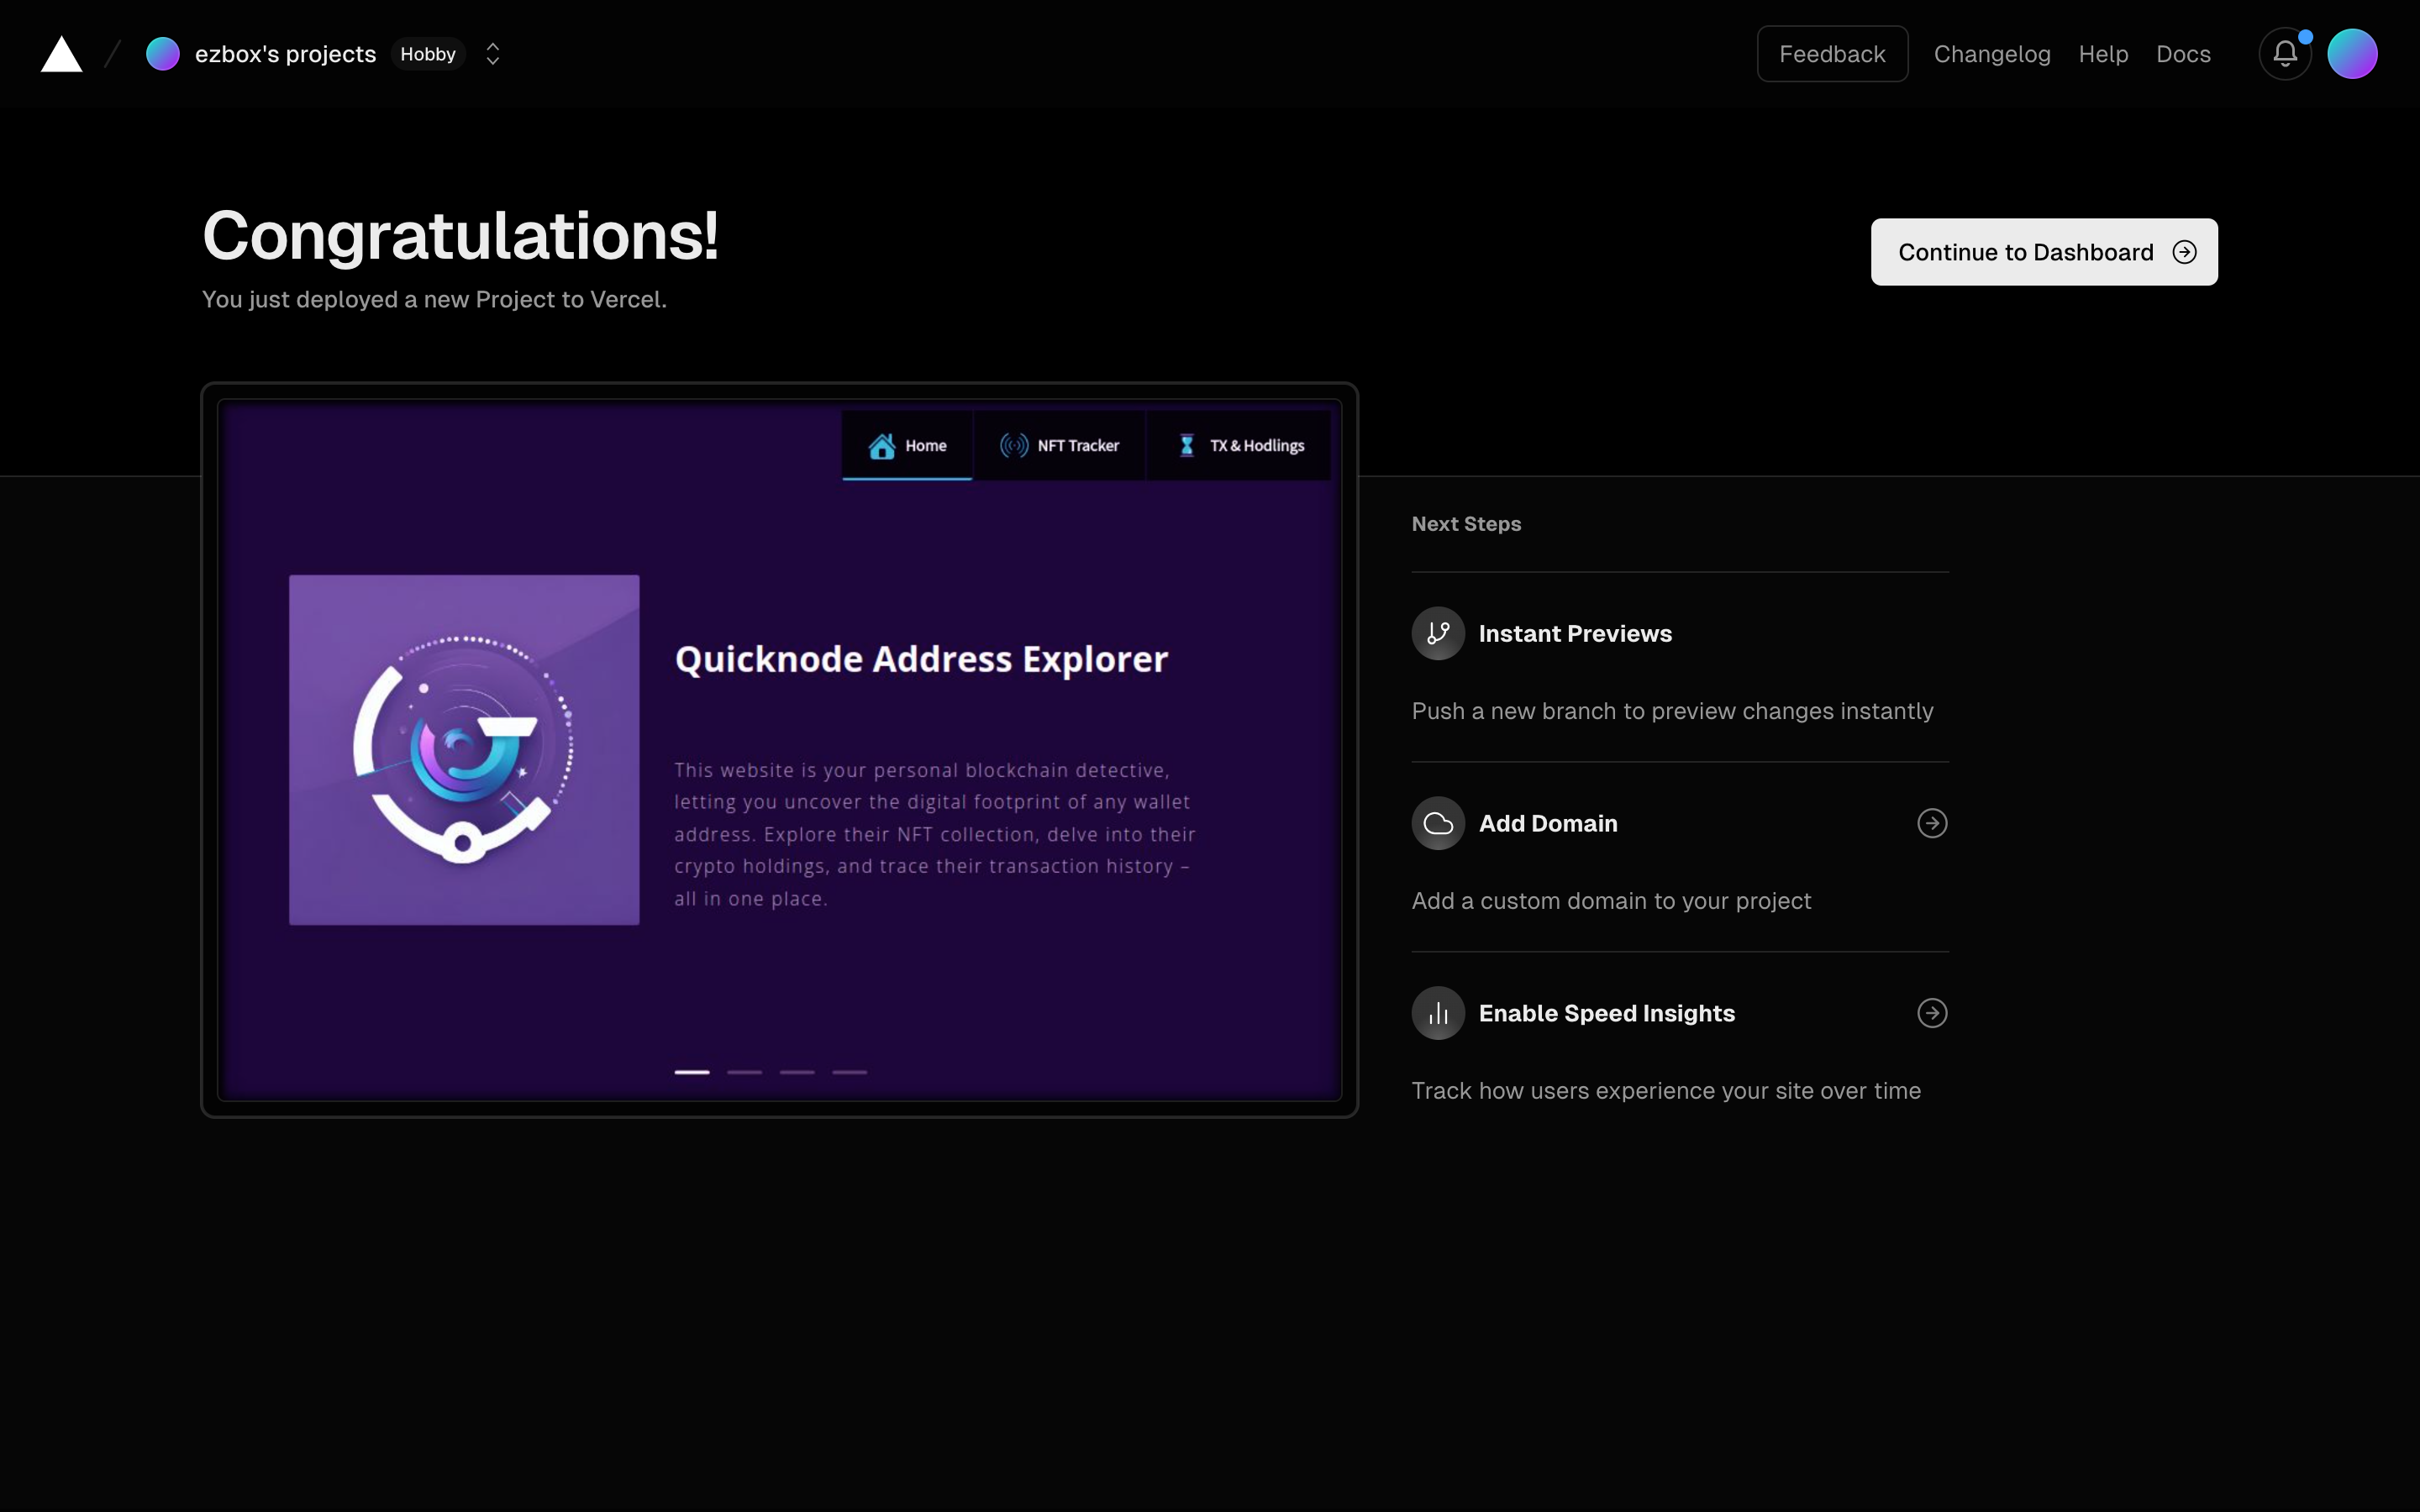 ezbox's projects Hobby
Feedback Changelog Help Docs
Congratulations!
You just deployed a new Project to Vercel.
Continue to Dashboard
Home NFT Tracker TX & Hodlings
Quicknode Address Explorer
This website is your personal blockchain detective,
letting you uncover the digital footprint of any wallet
address. Explore their NFT collection, delve into their
crypto holdings, and trace their transaction history –
all in one place.
Next Steps
Instant Previews
Push a new branch to preview changes instantly
Add Domain
Add a custom domain to your project
Enable Speed Insights
Track how users experience your site over time